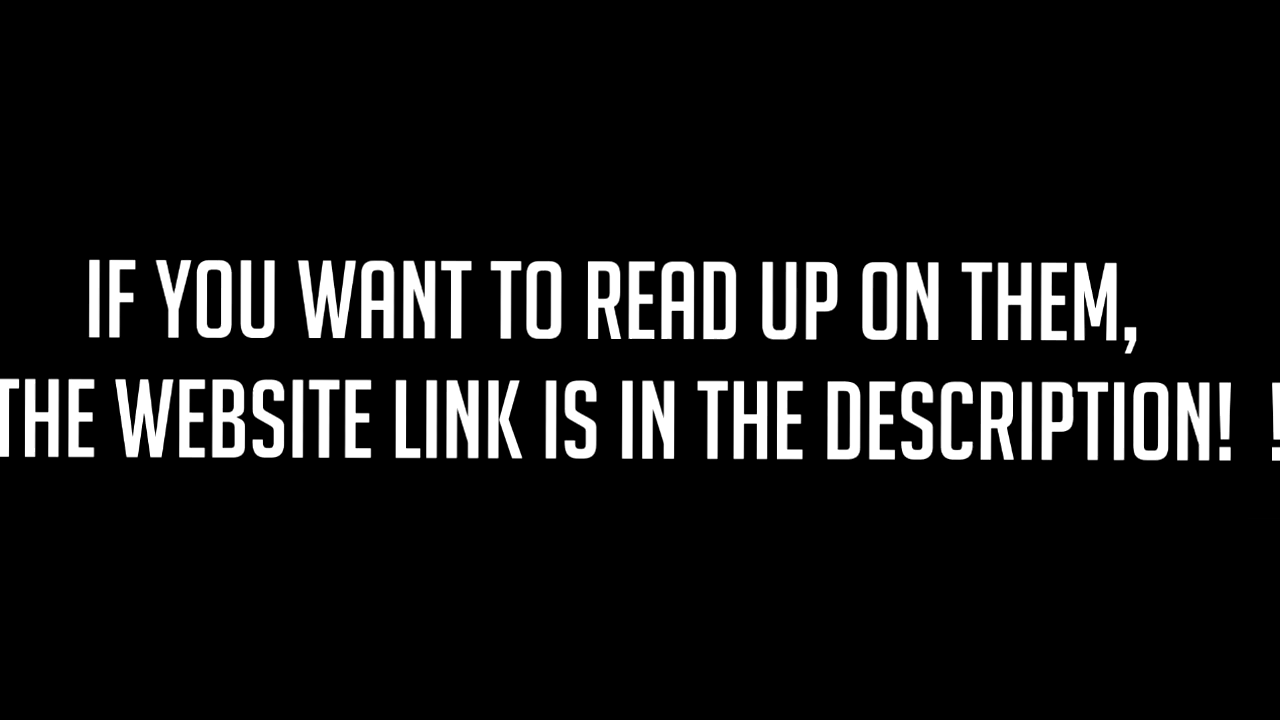 IF YOU WANT TO READ UP ON THEM,
THE WEBSITE LINK IS IN THE DESCRIPTION! !